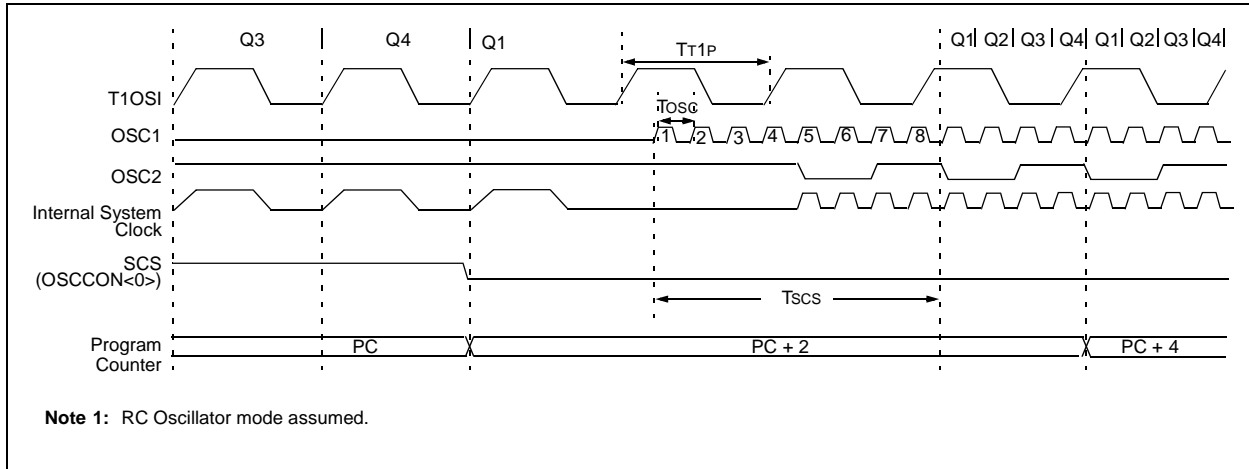 Q3 Q4 Q1 Q1 Q2 Q3 Q4 Q1 Q2 Q3 Q4
TT1P
T1OSI
TOSC
OSC1
1 2 3 4 5 6 7 8
OSC2
Internal System
Clock
SCS
(OSCCON<0>)
TSCS
Program
Counter
PC PC + 2 PC + 4
Note 1: RC Oscillator mode assumed.